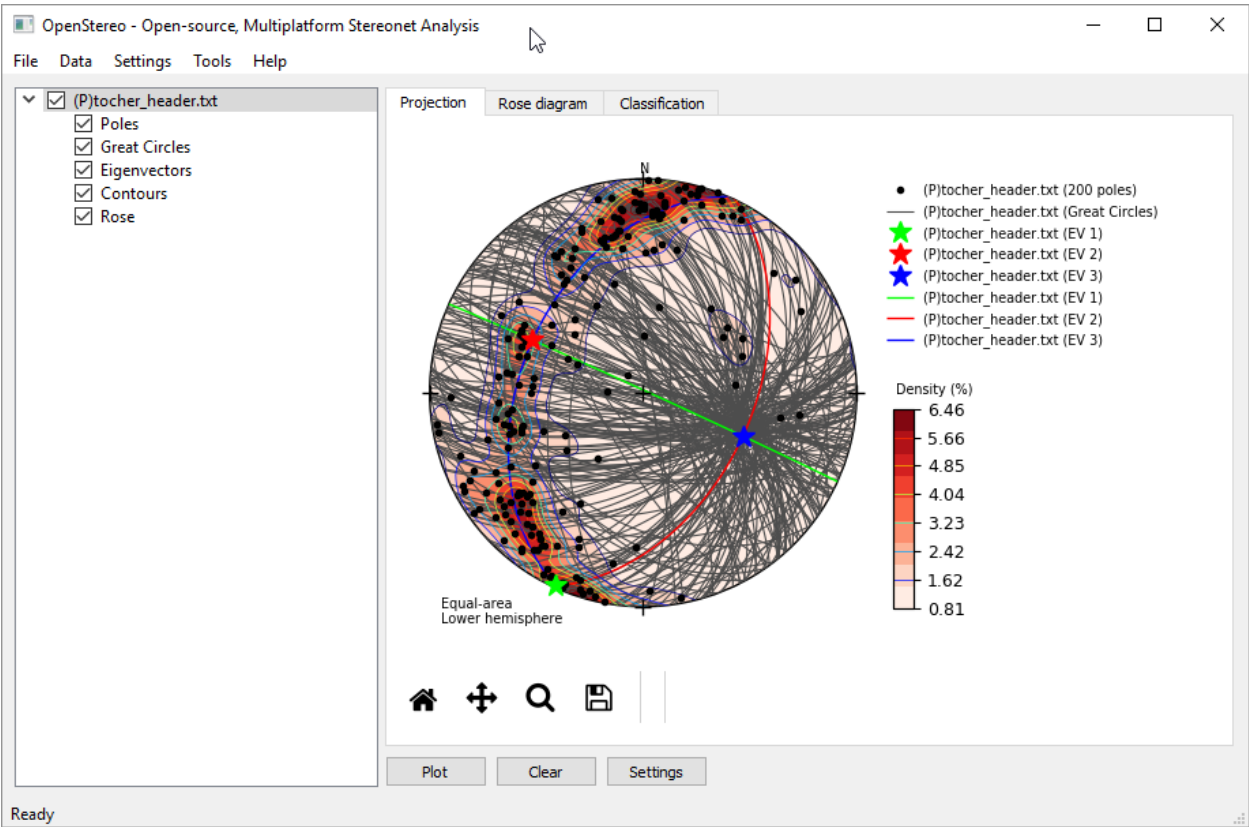 OpenStereo - Open-source, Multiplatform Stereonet Analysis
File Data Settings Tools Help
(P)tocher_header.txt
Poles
Great Circles
Eigenvectors
Contours
Rose
Projection Rose diagram Classification
N
(P)tocher_header.txt (200 poles)
(P)tocher_header.txt (Great Circles)
(P)tocher_header.txt (EV 1)
(P)tocher_header.txt (EV 2)
(P)tocher_header.txt (EV 3)
(P)tocher_header.txt (EV 1)
(P)tocher_header.txt (EV 2)
(P)tocher_header.txt (EV 3)
Density (%)
6.46
5.66
4.85
4.04
3.23
2.42
1.62
0.81
Equal-area
Lower hemisphere
Plot Clear Settings
Ready